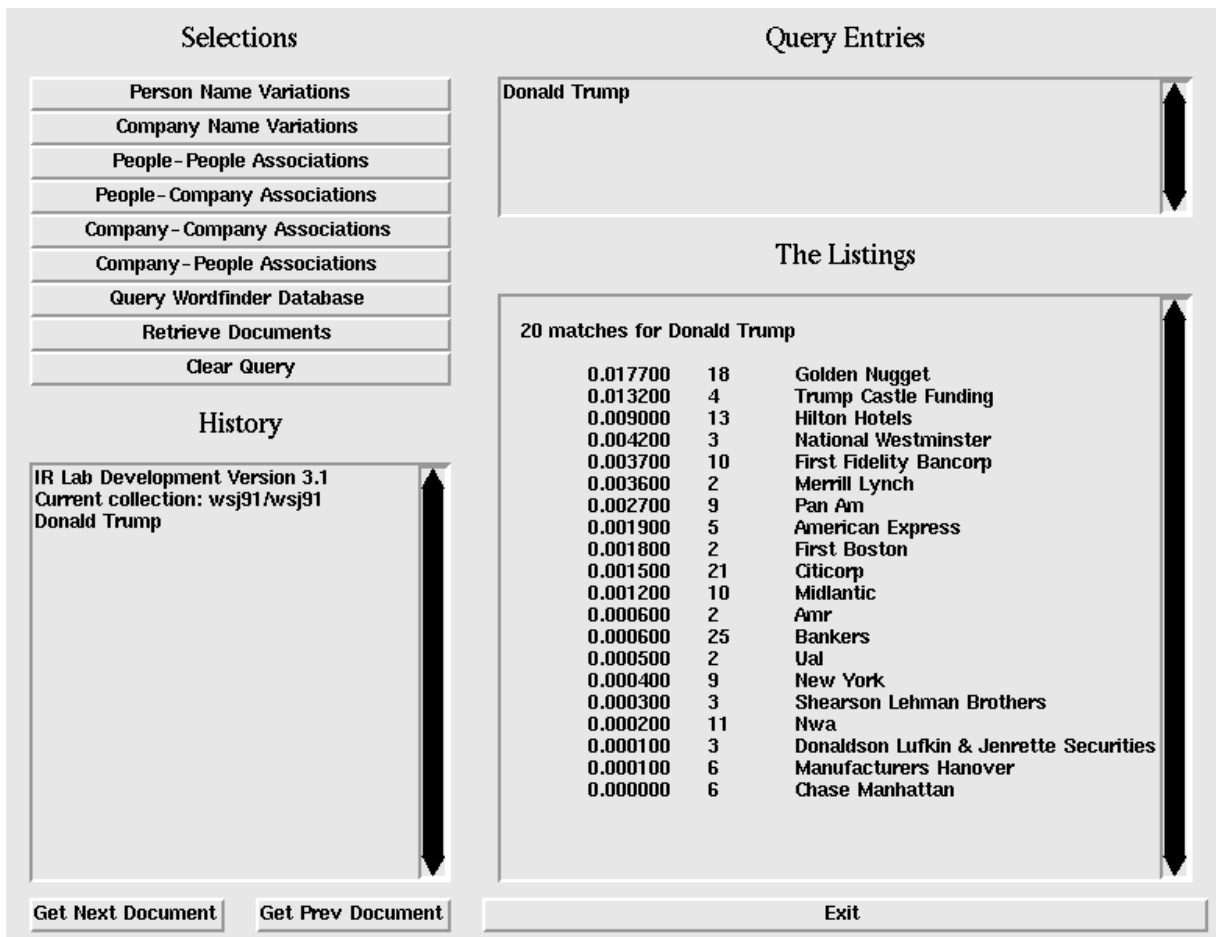 Selections
Person Name Variations
Company Name Variations
People-People Associations
People-Company Associations
Company-Company Associations
Company-People Associations
Query Wordfinder Database
Retrieve Documents
Clear Query
History
IR Lab Development Version 3.1
Current collection: wsj91/wsj91
Donald Trump
Get Next Document
Get Prev Document
Query Entries
Donald Trump
The Listings
20 matches for Donald Trump
0.017700 18 Golden Nugget
0.013200 4 Trump Castle Funding
0.009000 13 Hilton Hotels
0.004200 3 National Westminster
0.003700 10 First Fidelity Bancorp
0.003600 2 Merrill Lynch
0.002700 9 Pan Am
0.001900 5 American Express
0.001800 2 First Boston
0.001500 21 Citicorp
0.001200 10 Midlantic
0.000600 2 Amr
0.000600 25 Bankers
0.000500 2 Ual
0.000400 9 New York
0.000300 3 Shearson Lehman Brothers
0.000200 11 Nwa
0.000100 3 Donaldson Lufkin & Jenrette Securities
0.000100 6 Manufacturers Hanover
0.000000 6 Chase Manhattan
Exit